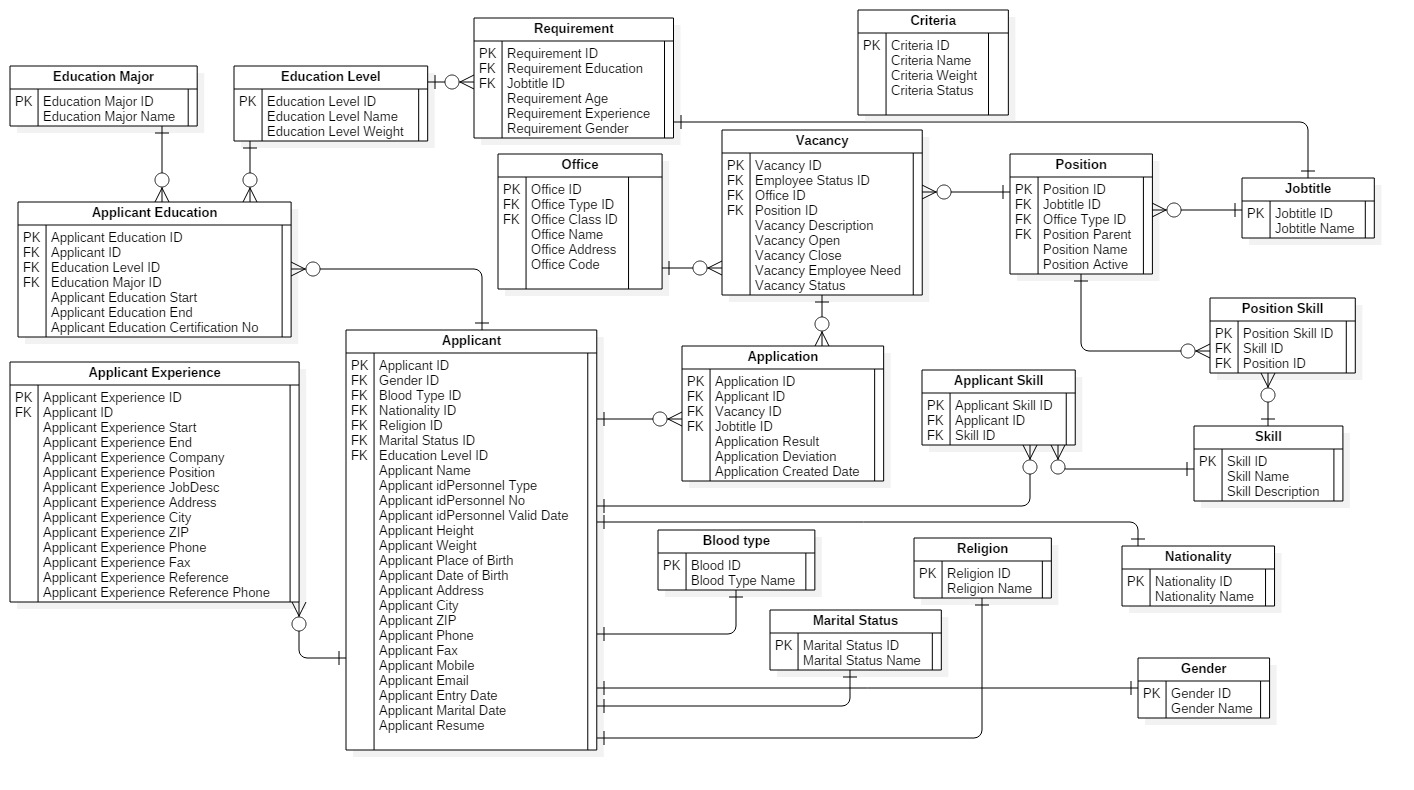 Requirement
PK Requirement ID
FK Requirement Education
FK Jobtitle ID
Requirement Age
Requirement Experience
Requirement Gender
Criteria
PK Criteria ID
Criteria Name
Criteria Weight
Criteria Status
Education Major
PK Education Major ID
Education Major Name
Education Level
PK Education Level ID
Education Level Name
Education Level Weight
Vacancy
PK Vacancy ID
FK Employee Status ID
FK Office ID
FK Position ID
Vacancy Description
Vacancy Open
Vacancy Close
Vacancy Employee Need
Vacancy Status
Office
PK Office ID
FK Office Type ID
FK Office Class ID
Office Name
Office Address
Office Code
Position
PK Position ID
FK Jobtitle ID
FK Office Type ID
FK Position Parent
Position Name
Position Active
Jobtitle
PK Jobtitle ID
Jobtitle Name
Applicant Education
PK Applicant Education ID
FK Applicant ID
FK Education Level ID
FK Education Major ID
Applicant Education Start
Applicant Education End
Applicant Education Certification No
Position Skill
PK Position Skill ID
FK Skill ID
FK Position ID
Applicant
PK Applicant ID
FK Gender ID
FK Blood Type ID
FK Nationality ID
FK Religion ID
FK Marital Status ID
FK Education Level ID
Applicant Name
Applicant idPersonnel Type
Applicant idPersonnel No
Applicant idPersonnel Valid Date
Applicant Height
Applicant Weight
Applicant Place of Birth
Applicant Date of Birth
Applicant Address
Applicant City
Applicant ZIP
Applicant Phone
Applicant Fax
Applicant Mobile
Applicant Email
Applicant Entry Date
Applicant Marital Date
Applicant Resume
Application
PK Application ID
FK Applicant ID
FK Vacancy ID
FK Jobtitle ID
Application Result
Application Deviation
Application Created Date
Applicant Experience
PK Applicant Experience ID
FK Applicant ID
Applicant Experience Start
Applicant Experience End
Applicant Experience Company
Applicant Experience Position
Applicant Experience JobDesc
Applicant Experience Address
Applicant Experience City
Applicant Experience ZIP
Applicant Experience Phone
Applicant Experience Fax
Applicant Experience Reference
Applicant Experience Reference Phone
Applicant Skill
PK Applicant Skill ID
FK Applicant ID
FK Skill ID
Skill
PK Skill ID
Skill Name
Skill Description
Blood type
PK Blood ID
Blood Type Name
Religion
PK Religion ID
Religion Name
Nationality
PK Nationality ID
Nationality Name
Marital Status
PK Marital Status ID
Marital Status Name
Gender
PK Gender ID
Gender Name